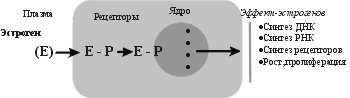 Плазма
Рецепторы
Ядро
Эффект-эстрогенов
Эстроген
(E)
E - P
E - P
•Синтез ДНК
•Синтез РНК
•Синтез рецепторов
•Рост,пролиферация